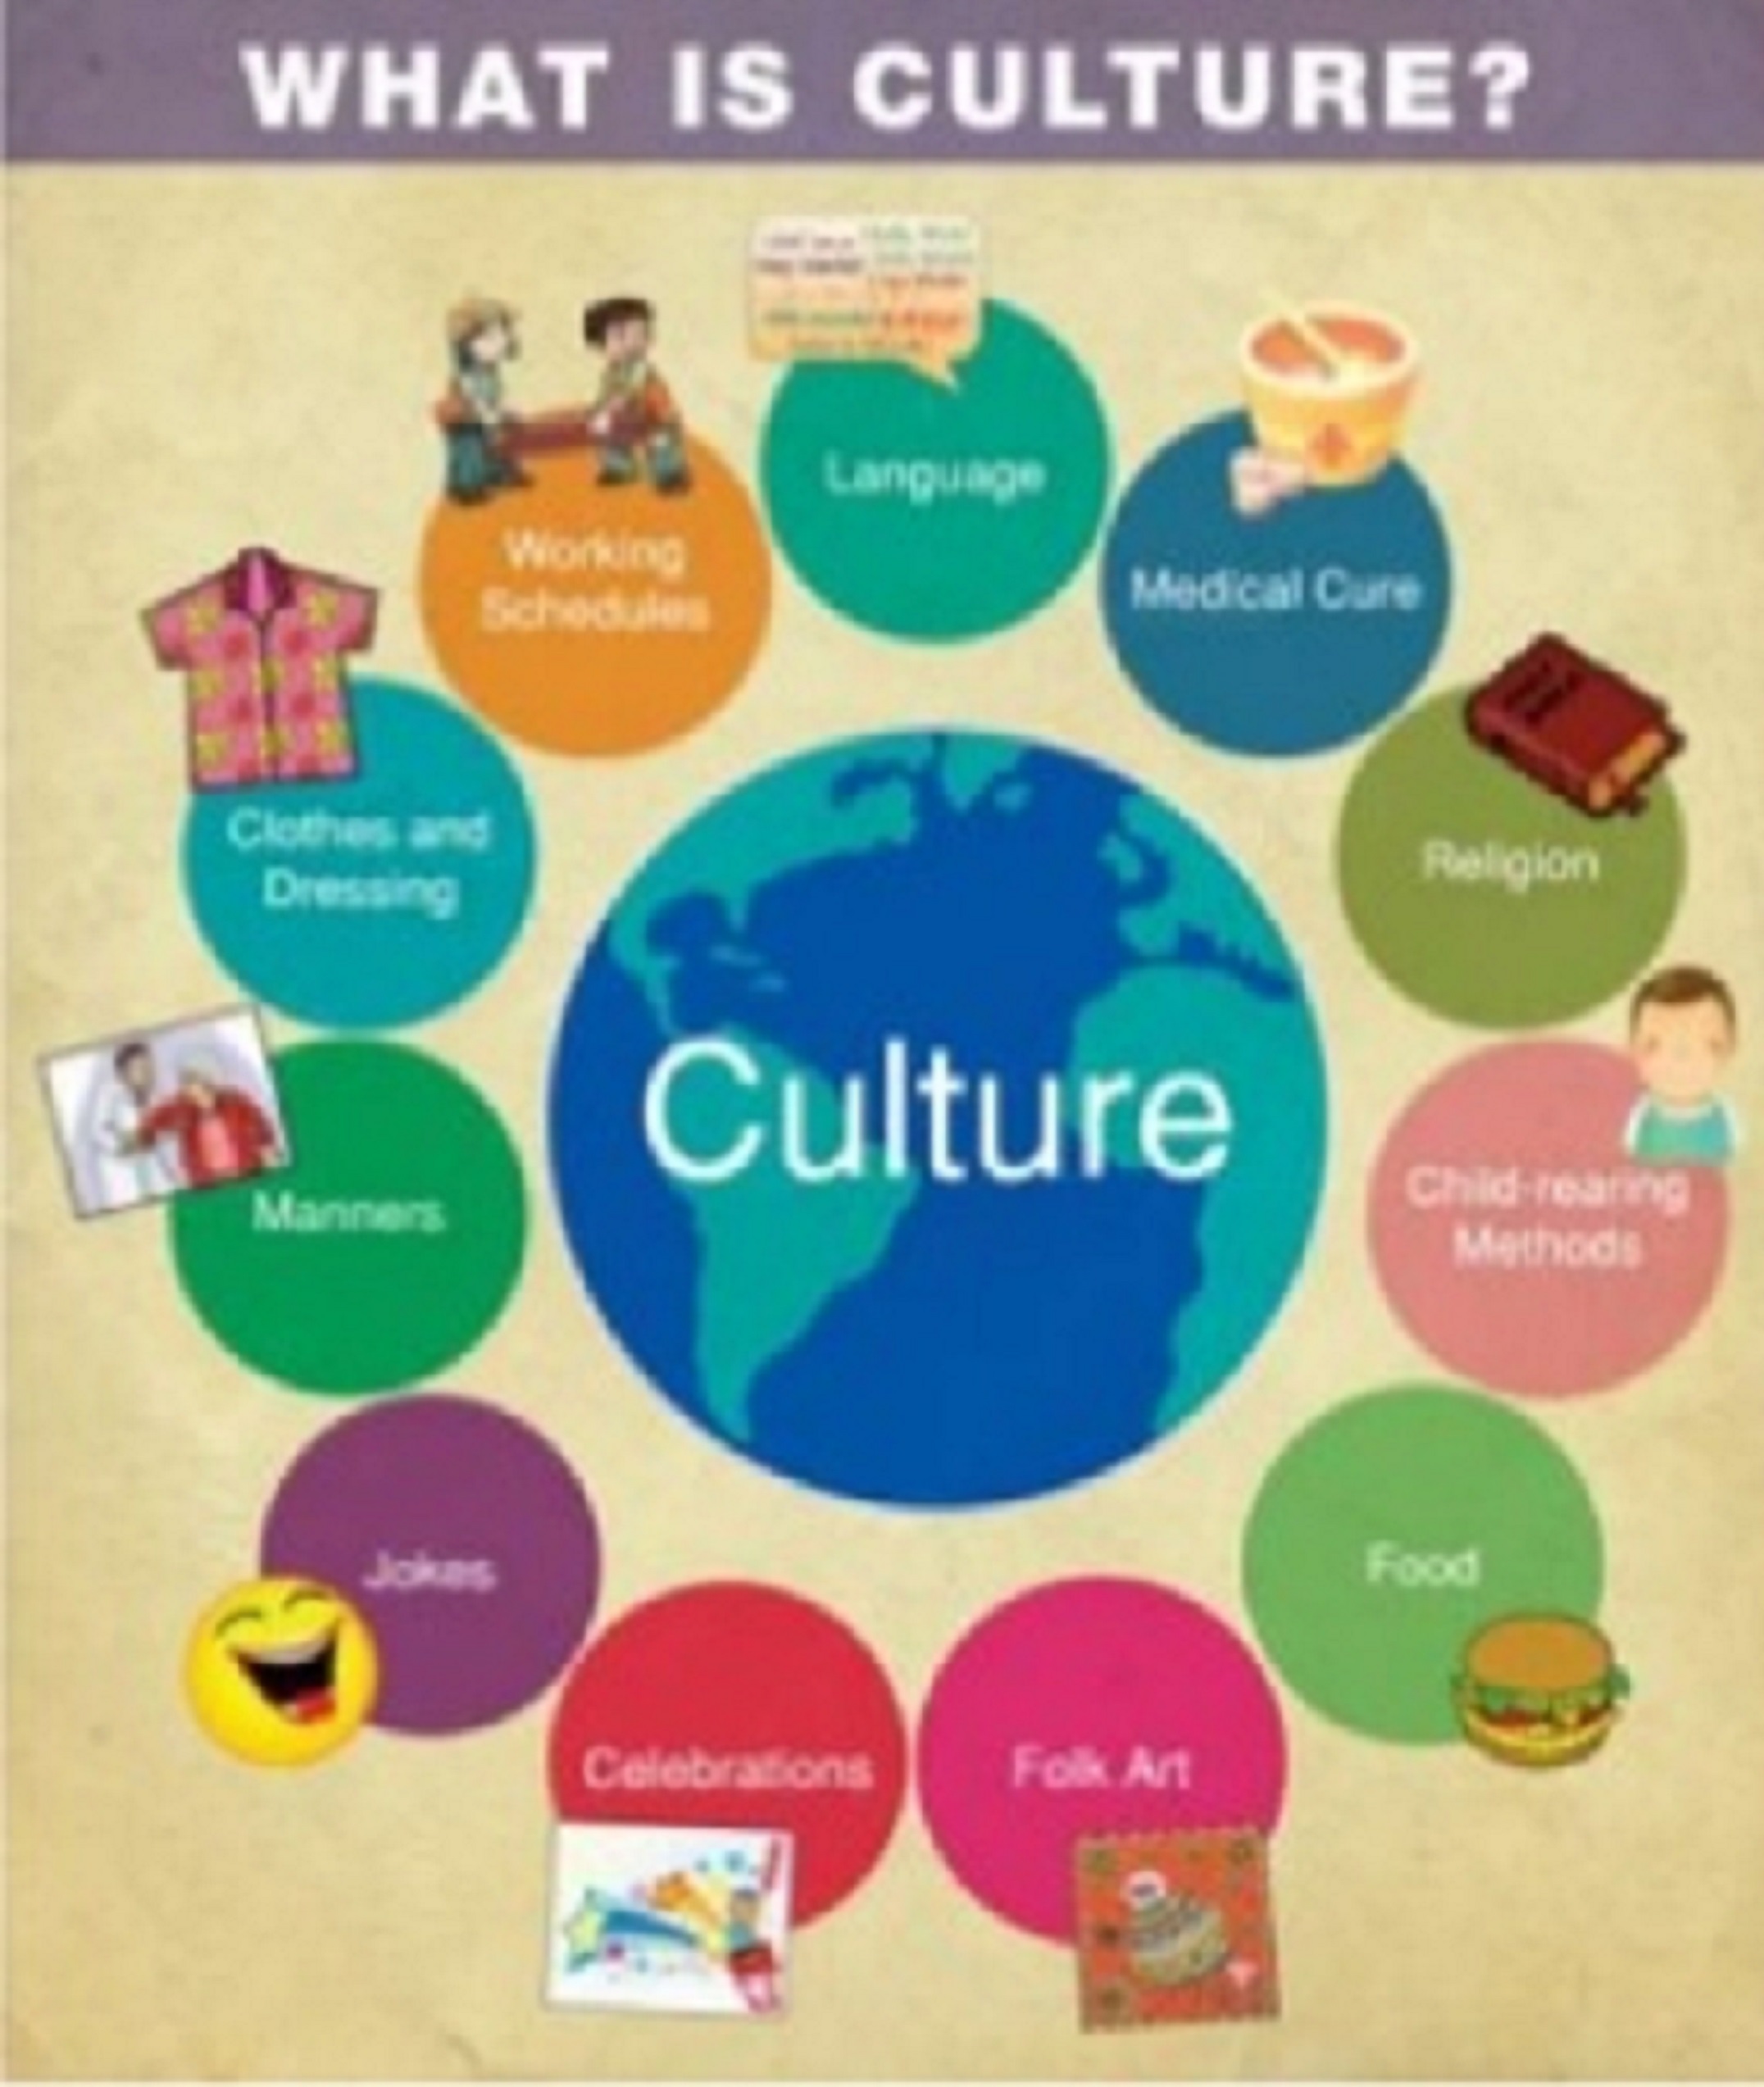 WHAT IS CULTURE?
Language
Working
Schedules
Medical Cure
Clothes and
Dressing
Religion
Culture
Manners
Child-rearing
Methods
Jokes
Food
Celebrations
Folk Art